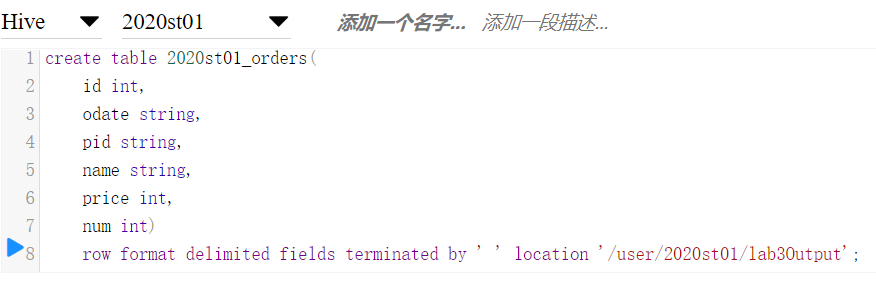 Hive 2020st01 添加一个名字... 添加一段描述...
1 create table 2020st01_orders(
2 id int,
3 odate string,
4 pid string,
5 name string,
6 price int,
7 num int)
8 row format delimited fields terminated by ' ' location '/user/2020st01/lab3Output';